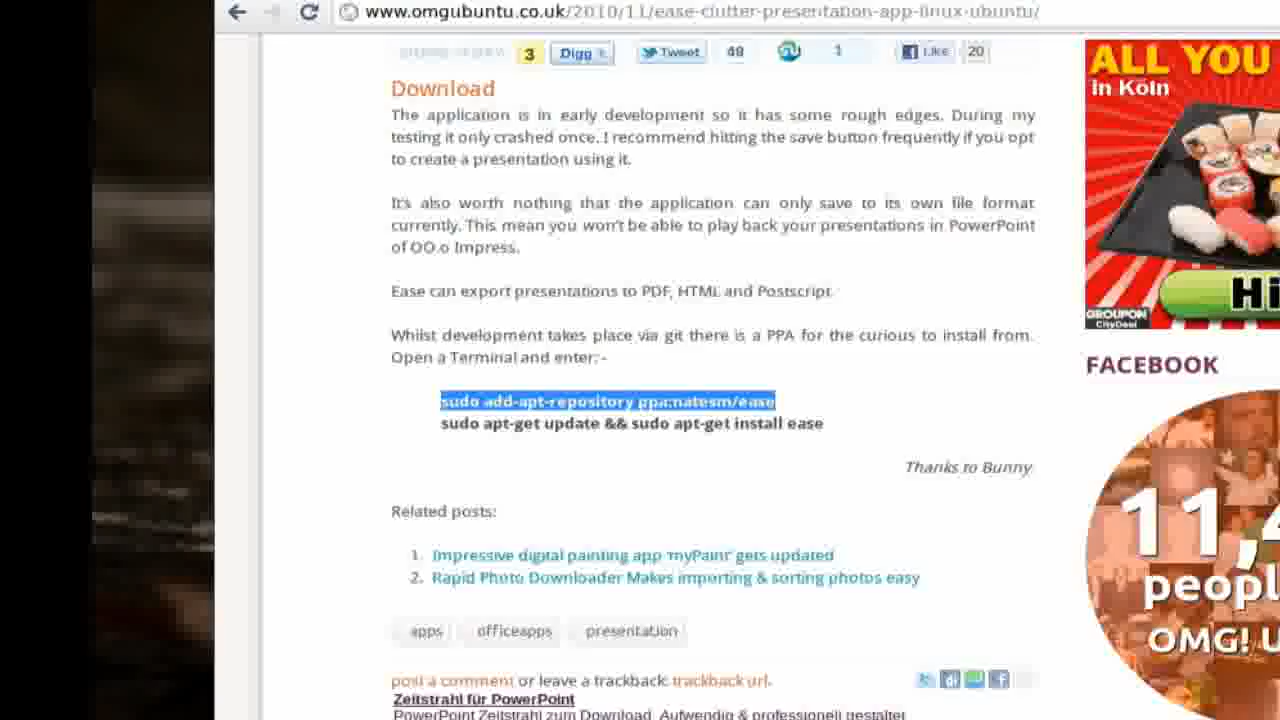 www.omgubuntu.co.uk/2010/11/ease-clutter-presentation-app-linux-ubuntu/
3 Digg Tweet 49 1 Like 20
Download
The application is in early development so it has some rough edges. During my
testing it only crashed once. I recommend hitting the save button frequently if you opt
to create a presentation using it.
It's also worth nothing that the application can only save to its own file format
currently. This mean you won't be able to play back your presentations in PowerPoint
of OO.o Impress.
Ease can export presentations to PDF, HTML and Postscript.
Whilst development takes place via git there is a PPA for the curious to install from.
Open a Terminal and enter: -
sudo add-apt-repository ppa:natesm/ease
sudo apt-get update && sudo apt-get install ease
Thanks to Bunny
Related posts:
1. Impressive digital painting app 'myPaint' gets updated
2. Rapid Photo Downloader Makes importing & sorting photos easy
apps officeapps presentation
post a comment or leave a trackback: trackback url.
Zeitstrahl für PowerPoint
PowerPoint Zeitstrahl zum Download. Aufwendig & professionell gestaltet
ALL YOU
in Köln
Hi
GROUPON
CityDeal
FACEBOOK
11,4
peopl
OMG! U